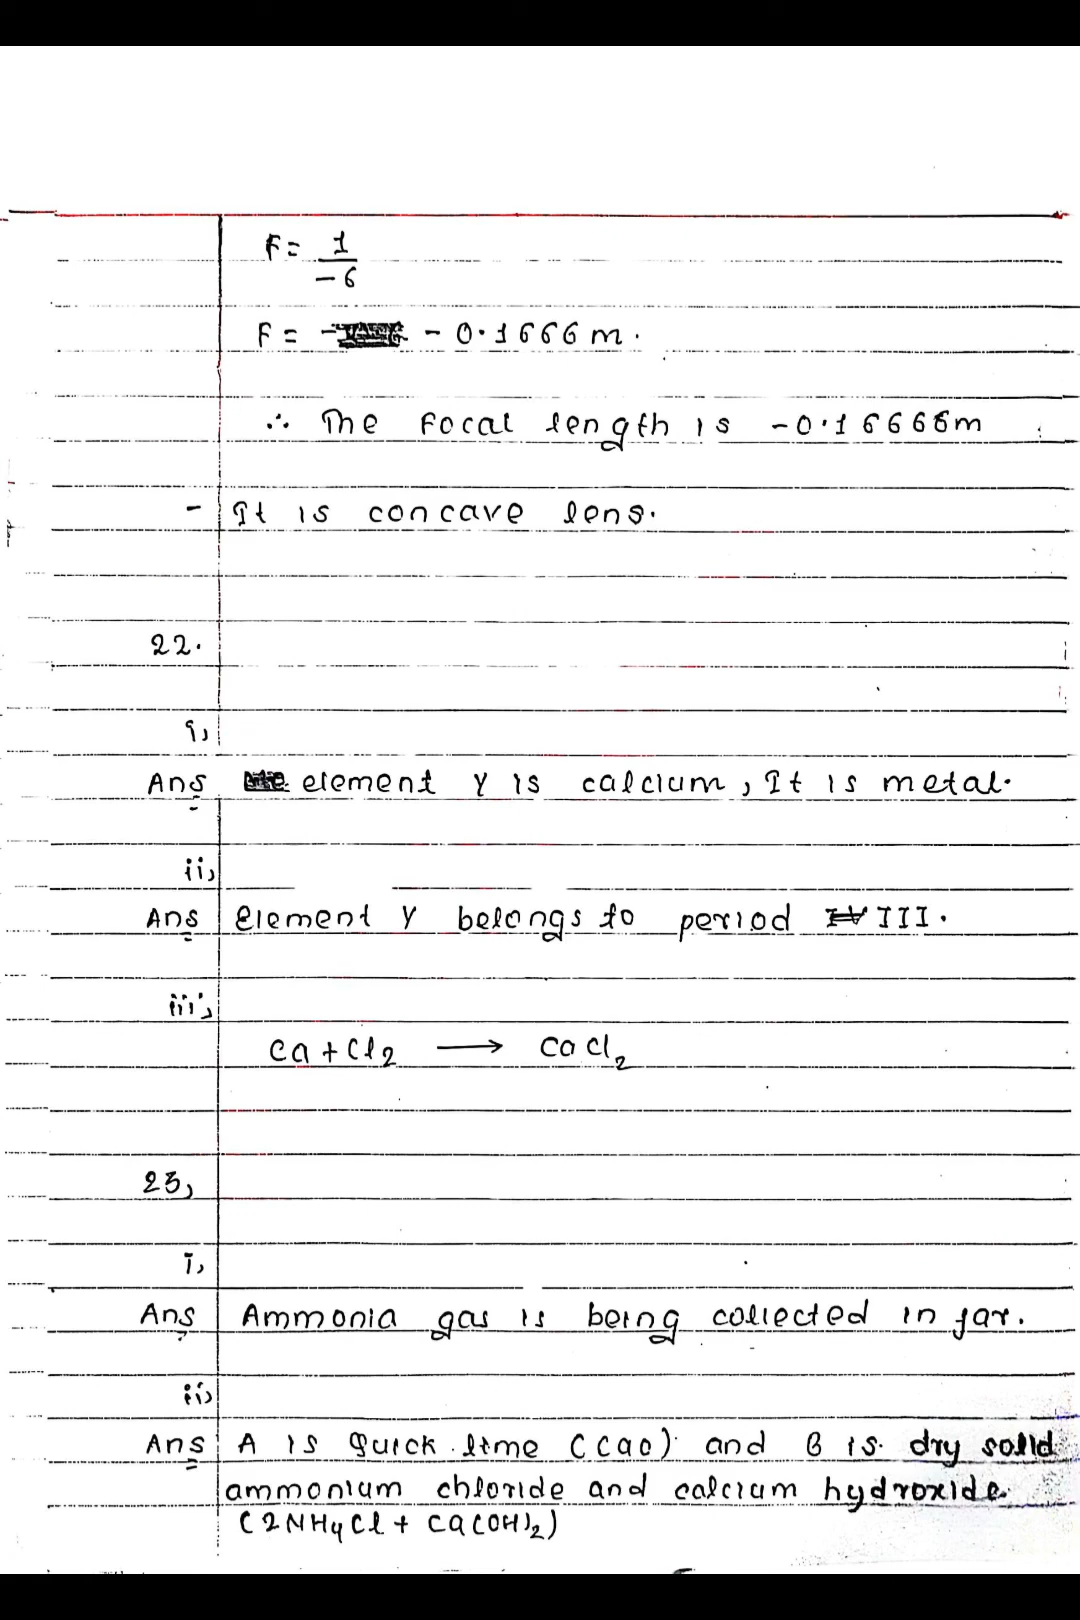 F = 1
-6
F = - - 0.1666 m.
∴ The focal length is -0.16666m
- It is concave lens.
22.
i,
Ans element Y is calcium, It is metal.
ii,
Ans Element Y belongs to period IV III.
iii,
Ca + Cl2 → CaCl2
23,
i,
Ans Ammonia gas is being collected in jar.
ii,
Ans A is Quick lime (CaO) and B is dry solid
ammonium chloride and calcium hydroxide.
(2NH4Cl + Ca(OH)2)